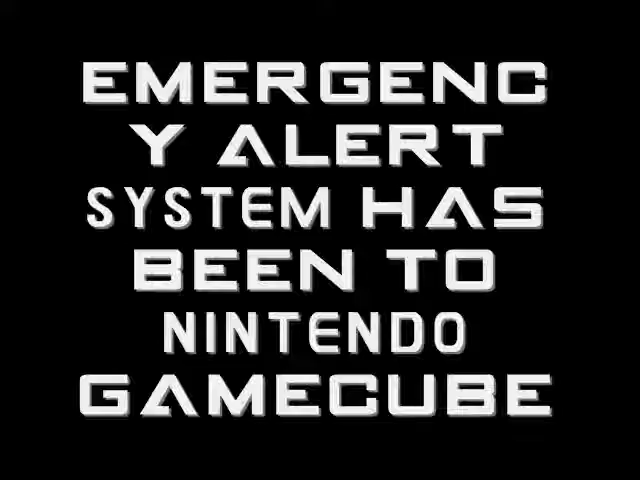 EMERGENC
Y ALERT
SYSTEM HAS
BEEN TO
NINTENDO
GAMECUBE